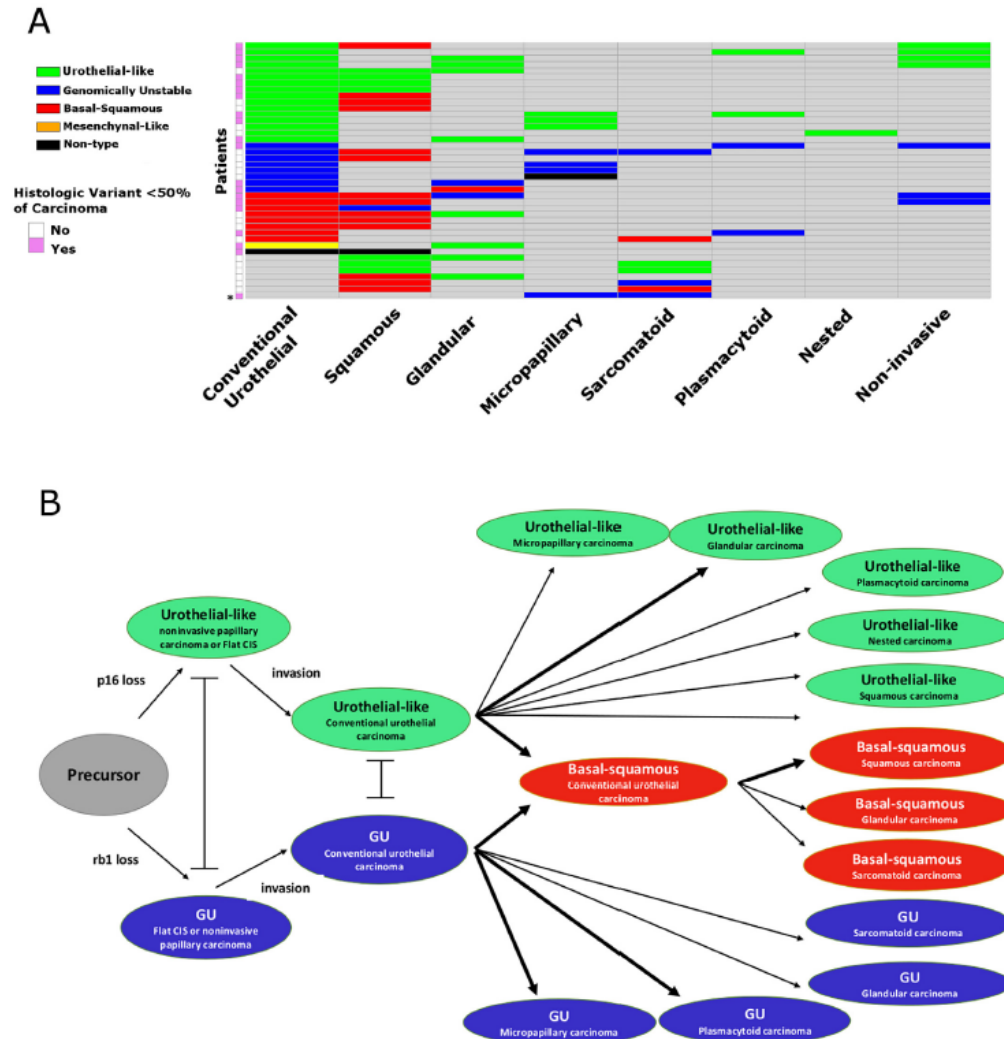 A
Urothelial-like
Genomically Unstable
Basal-Squamous
Mesenchynal-Like
Non-type
Histologic Variant <50%
of Carcinoma
No
Yes
Patients
*
Conventional
Urothelial
Squamous
Glandular
Micropapillary
Sarcomatoid
Plasmacytoid
Nested
Non-invasive
B
Urothelial-like
Micropapillary carcinoma
Urothelial-like
Glandular carcinoma
Urothelial-like
Plasmacytoid carcinoma
Urothelial-like
noninvasive papillary
carcinoma or Flat CIS
Urothelial-like
Nested carcinoma
p16 loss
invasion
Urothelial-like
Squamous carcinoma
Urothelial-like
Conventional urothelial
carcinoma
Precursor
Basal-squamous
Conventional urothelial
carcinoma
Basal-squamous
Squamous carcinoma
Basal-squamous
Glandular carcinoma
GU
Conventional urothelial
carcinoma
rb1 loss
invasion
Basal-squamous
Sarcomatoid carcinoma
GU
Flat CIS or noninvasive
papillary carcinoma
GU
Sarcomatoid carcinoma
GU
Glandular carcinoma
GU
Micropapillary carcinoma
GU
Plasmacytoid carcinoma